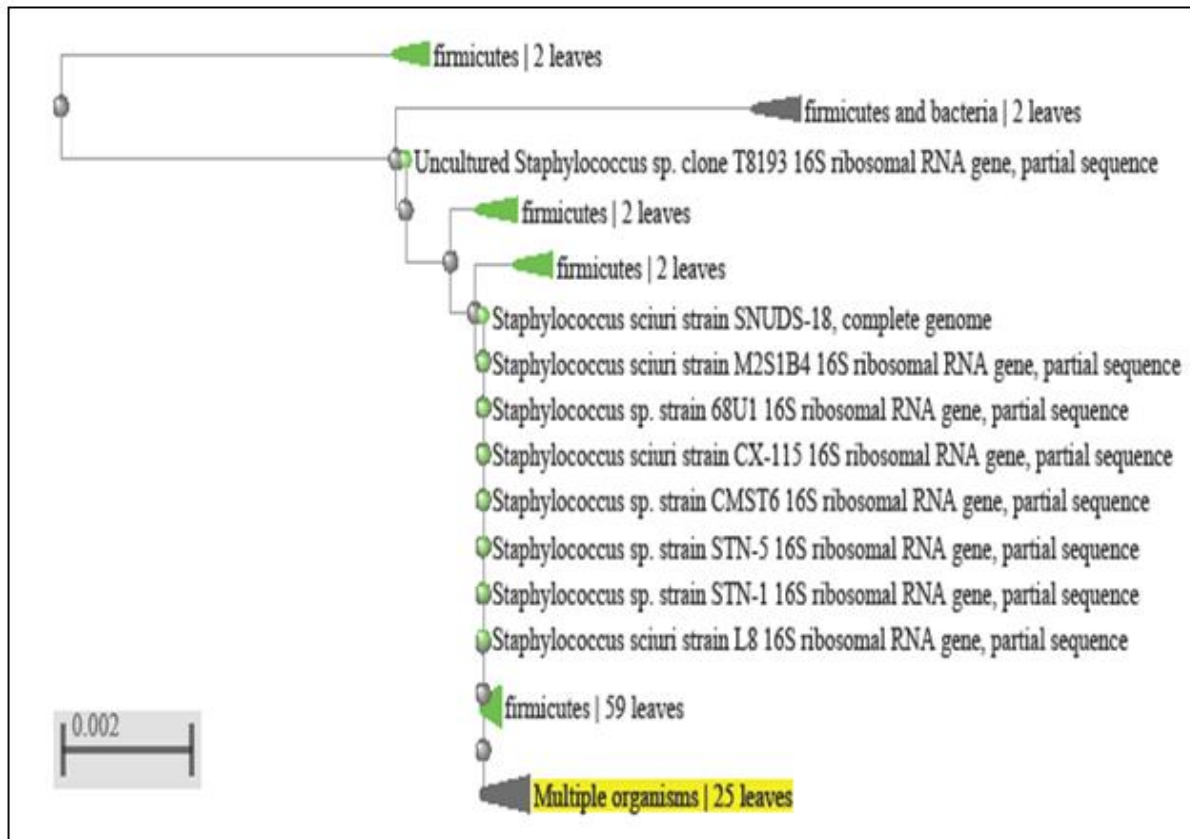 firmicutes | 2 leaves
firmicutes and bacteria | 2 leaves
Uncultured Staphylococcus sp. clone T8193 16S ribosomal RNA gene, partial sequence
firmicutes | 2 leaves
firmicutes | 2 leaves
Staphylococcus sciuri strain SNUDS-18, complete genome
Staphylococcus sciuri strain M2S1B4 16S ribosomal RNA gene, partial sequence
Staphylococcus sp. strain 68U1 16S ribosomal RNA gene, partial sequence
Staphylococcus sciuri strain CX-115 16S ribosomal RNA gene, partial sequence
Staphylococcus sp. strain CMST6 16S ribosomal RNA gene, partial sequence
Staphylococcus sp. strain STN-5 16S ribosomal RNA gene, partial sequence
Staphylococcus sp. strain STN-1 16S ribosomal RNA gene, partial sequence
Staphylococcus sciuri strain L8 16S ribosomal RNA gene, partial sequence
firmicutes | 59 leaves
0.002
Multiple organisms | 25 leaves